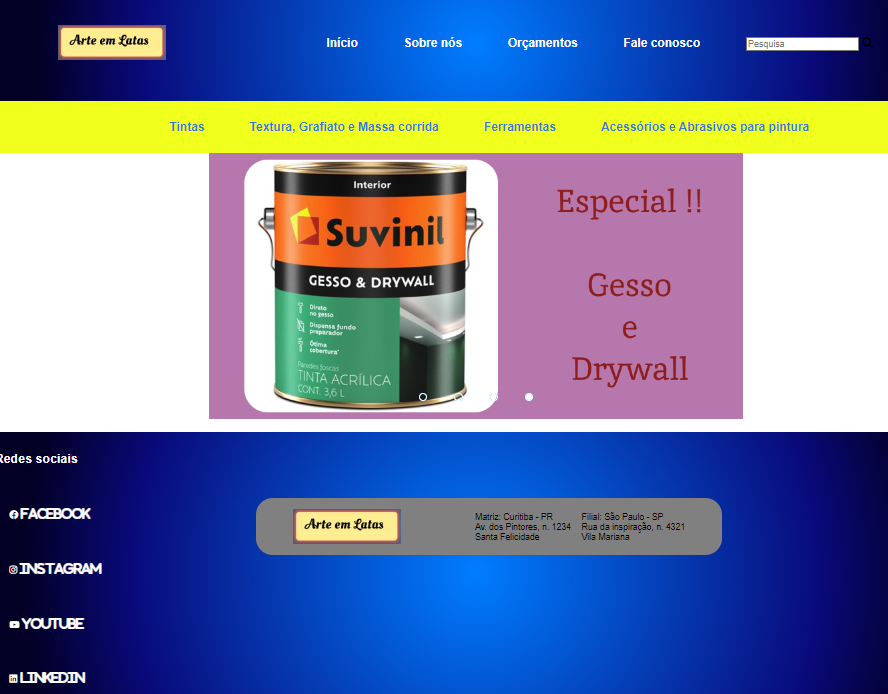 Arte em Latas
Início
Sobre nós
Orçamentos
Fale conosco
Pesquisa
Tintas
Textura, Grafiato e Massa corrida
Ferramentas
Acessórios e Abrasivos para pintura
Interior
Suvinil
GESSO & DRYWALL
Direto
no gesso
Dispensa fundo
preparador
Ótima
cobertura¹
Paredes foscas
TINTA ACRÍLICA
CONT. 3,6 L
Especial !!
Gesso
e
Drywall
Redes sociais
FACEBOOK
INSTAGRAM
YOUTUBE
LINKEDIN
Arte em Latas
Matriz: Curitiba - PR
Av. dos Pintores, n. 1234
Santa Felicidade
Filial: São Paulo - SP
Rua da inspiração, n. 4321
Vila Mariana